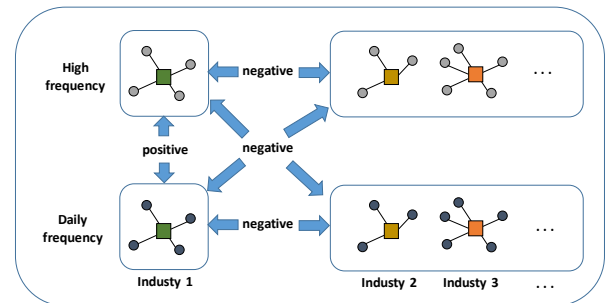 High
frequency
negative
...
positive
negative
Daily
frequency
negative
...
Industy 1
Industy 2
Industy 3
...